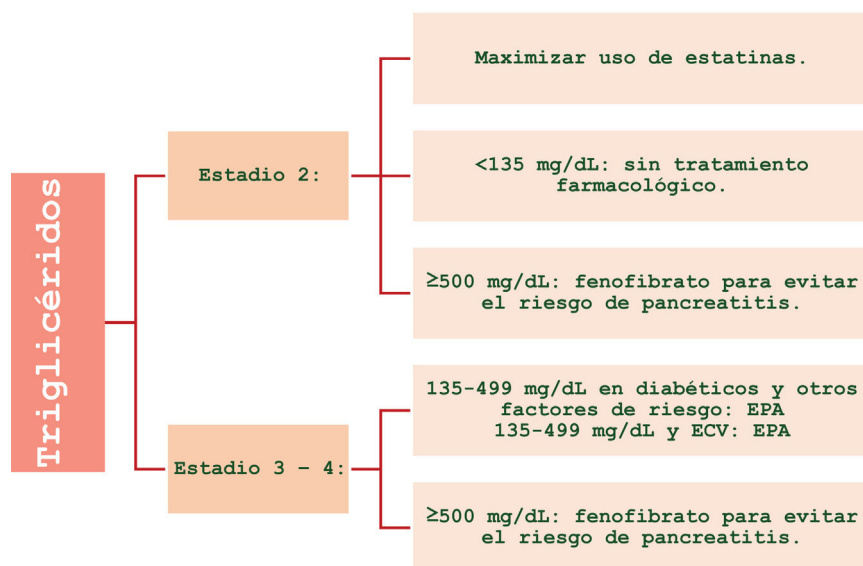 Triglicéridos
Estadio 2:
Maximizar uso de estatinas.
<135 mg/dL: sin tratamiento
farmacológico.
≥500 mg/dL: fenofibrato para evitar
el riesgo de pancreatitis.
Estadio 3 – 4:
135-499 mg/dL en diabéticos y otros
factores de riesgo: EPA
135-499 mg/dL y ECV: EPA
≥500 mg/dL: fenofibrato para evitar
el riesgo de pancreatitis.